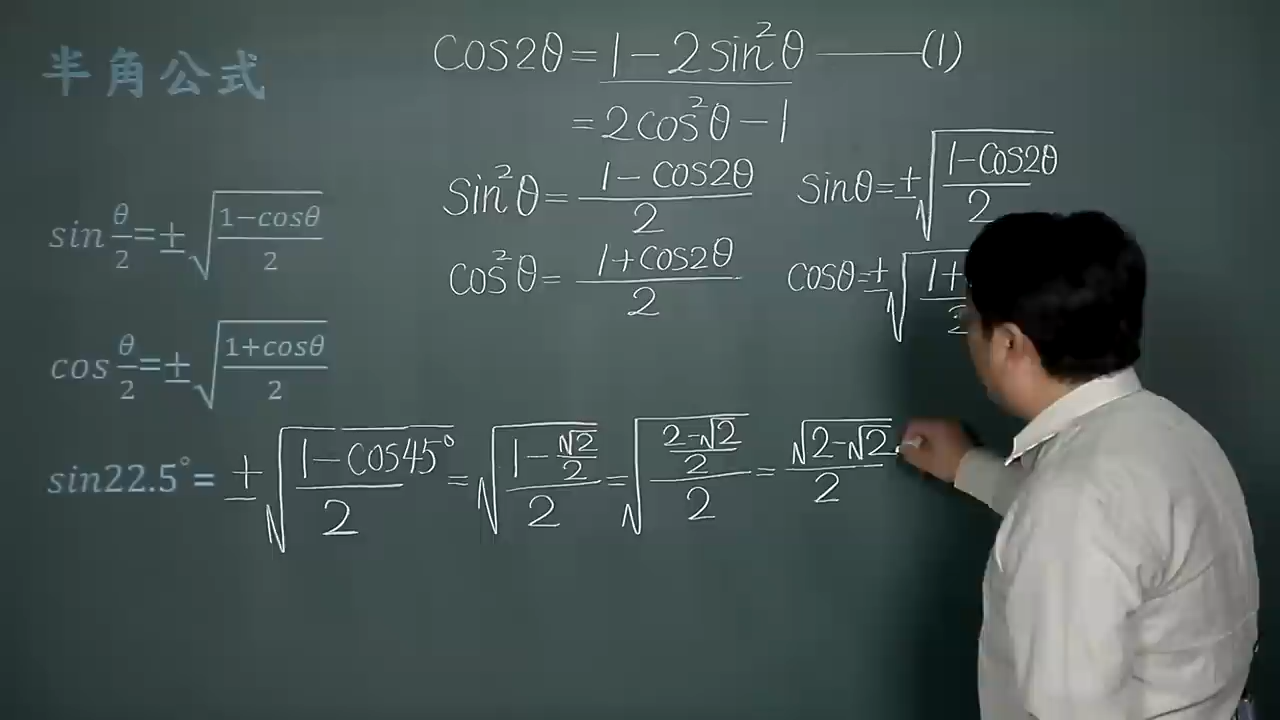 半角公式
cos2θ = 1 - 2sin²θ ——— (1)
= 2cos²θ - 1
sin²θ = (1 - cos2θ)/2
sinθ = ±√((1 - cos2θ)/2)
cos²θ = (1 + cos2θ)/2
cosθ = ±√(1+
sin θ/2 = ±√((1-cosθ)/2)
cos θ/2 = ±√((1+cosθ)/2)
sin22.5° = ±√((1 - cos45°)/2) = √((1 - √2/2)/2) = √(((2-√2)/2)/2) = √(2-√2)/2